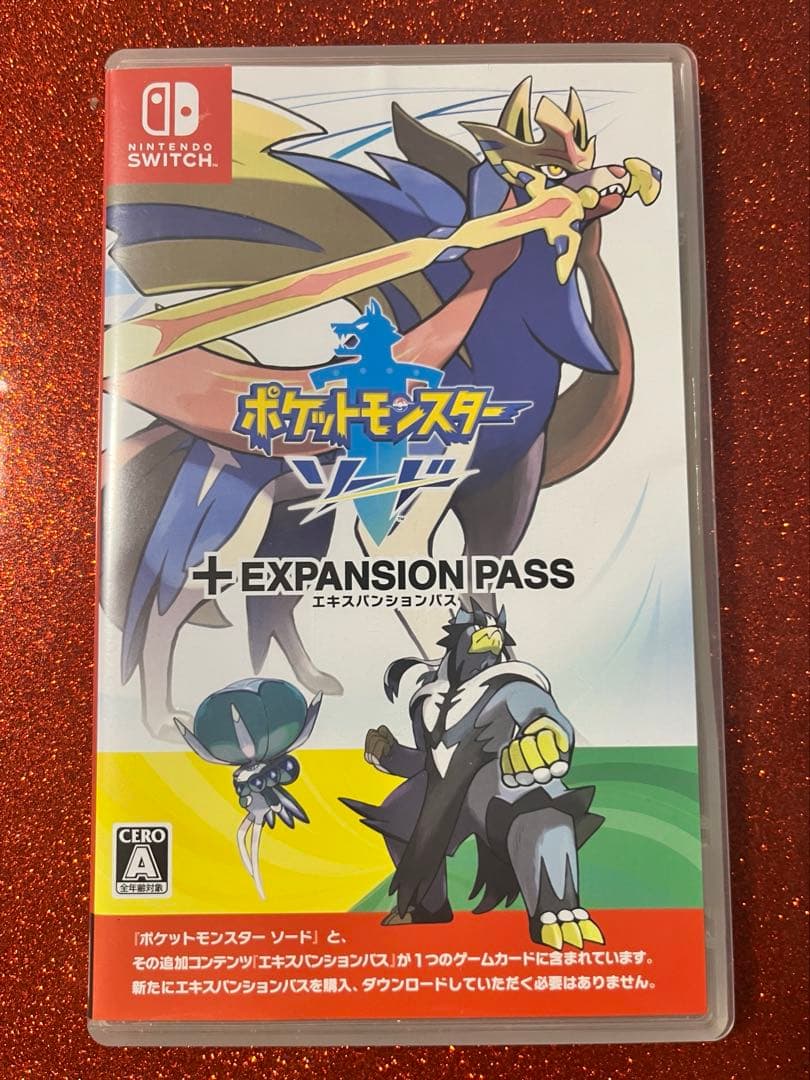 NINTENDO
SWITCH™
ポケットモンスター
ソード
+EXPANSION PASS
エキスパンションパス
CERO
A
全年齢対象
『ポケットモンスター ソード』と、
その追加コンテンツ『エキスパンションパス』が1つのゲームカードに含まれています。
新たにエキスパンションパスを購入、ダウンロードしていただく必要はありません。